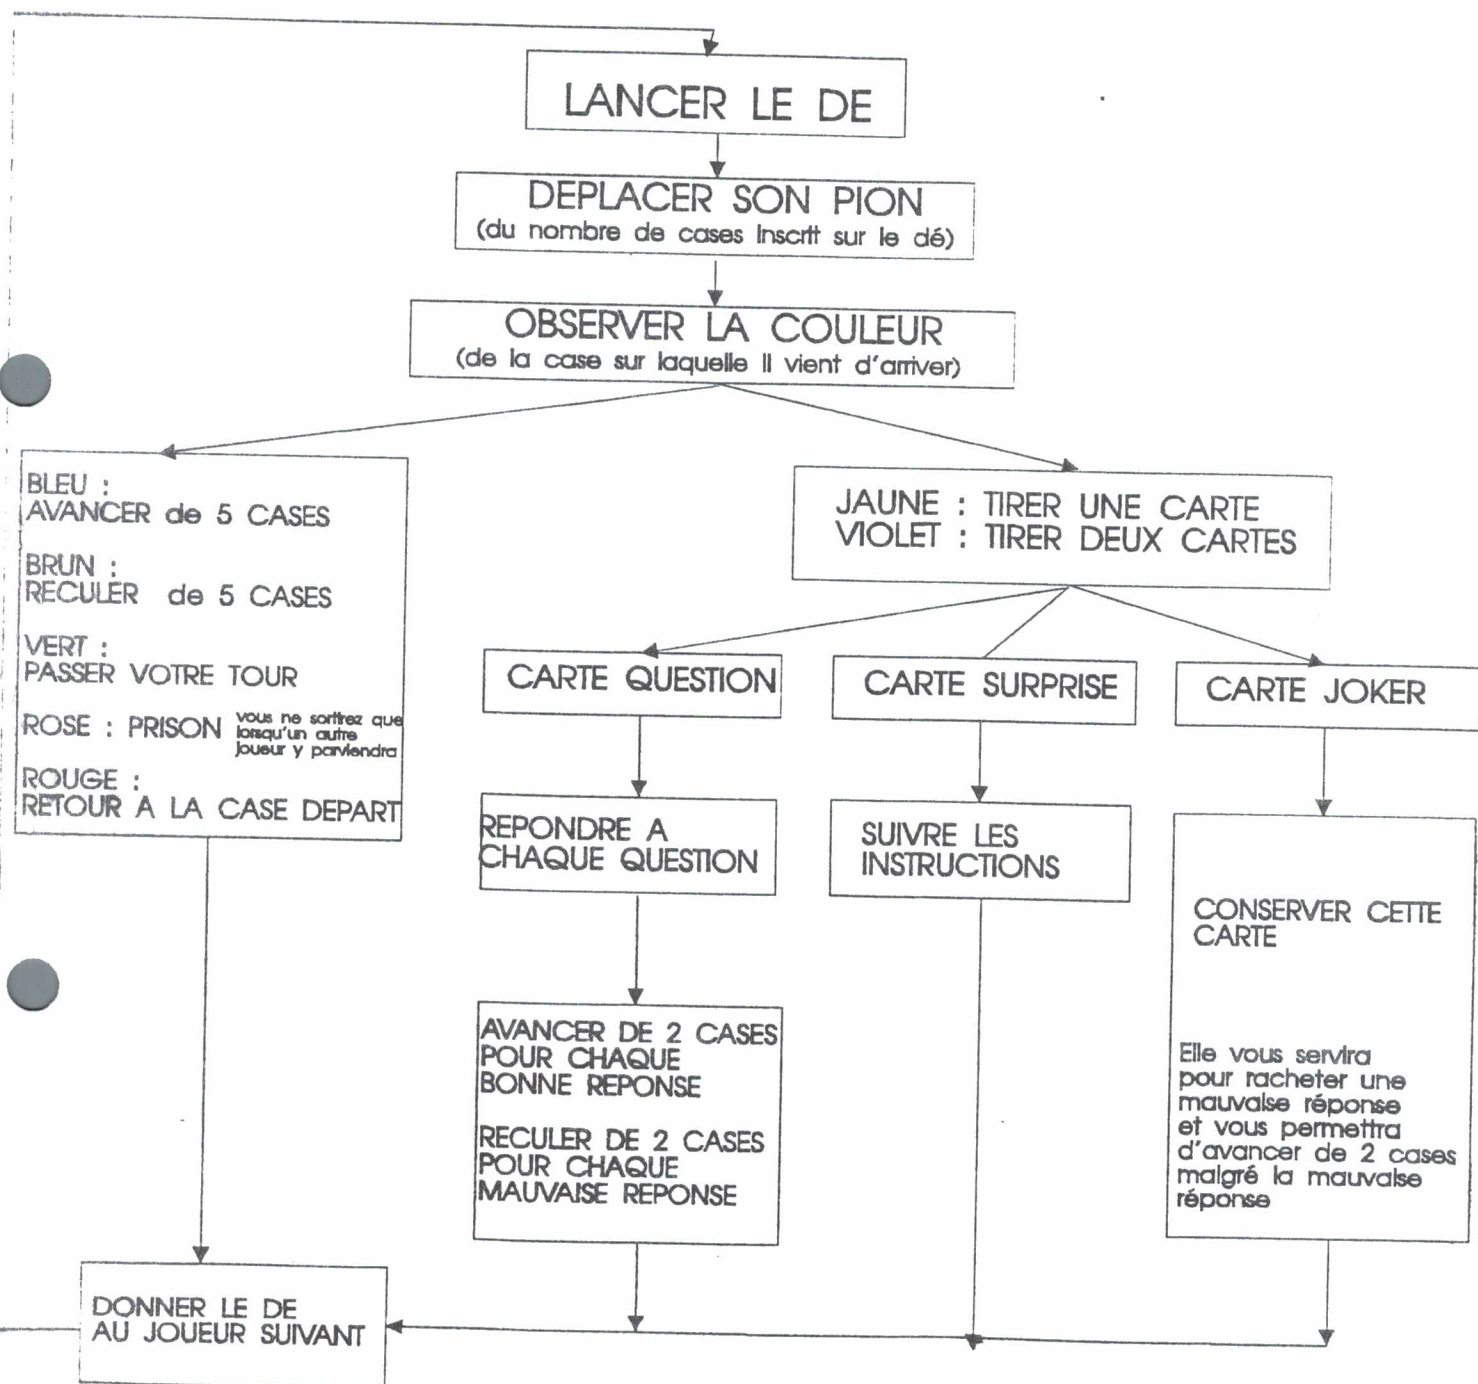 LANCER LE DE
DEPLACER SON PION
(du nombre de cases inscrit sur le dé)
OBSERVER LA COULEUR
(de la case sur laquelle il vient d'arriver)
BLEU :
AVANCER de 5 CASES
BRUN :
RECULER de 5 CASES
VERT :
PASSER VOTRE TOUR
ROSE : PRISON vous ne sortirez que
lorsqu'un autre
joueur y parviendra
ROUGE :
RETOUR A LA CASE DEPART
JAUNE : TIRER UNE CARTE
VIOLET : TIRER DEUX CARTES
CARTE QUESTION
REPONDRE A
CHAQUE QUESTION
AVANCER DE 2 CASES
POUR CHAQUE
BONNE REPONSE
RECULER DE 2 CASES
POUR CHAQUE
MAUVAISE REPONSE
CARTE SURPRISE
SUIVRE LES
INSTRUCTIONS
CARTE JOKER
CONSERVER CETTE
CARTE
Elle vous servira
pour racheter une
mauvaise réponse
et vous permettra
d'avancer de 2 cases
malgré la mauvaise
réponse
DONNER LE DE
AU JOUEUR SUIVANT